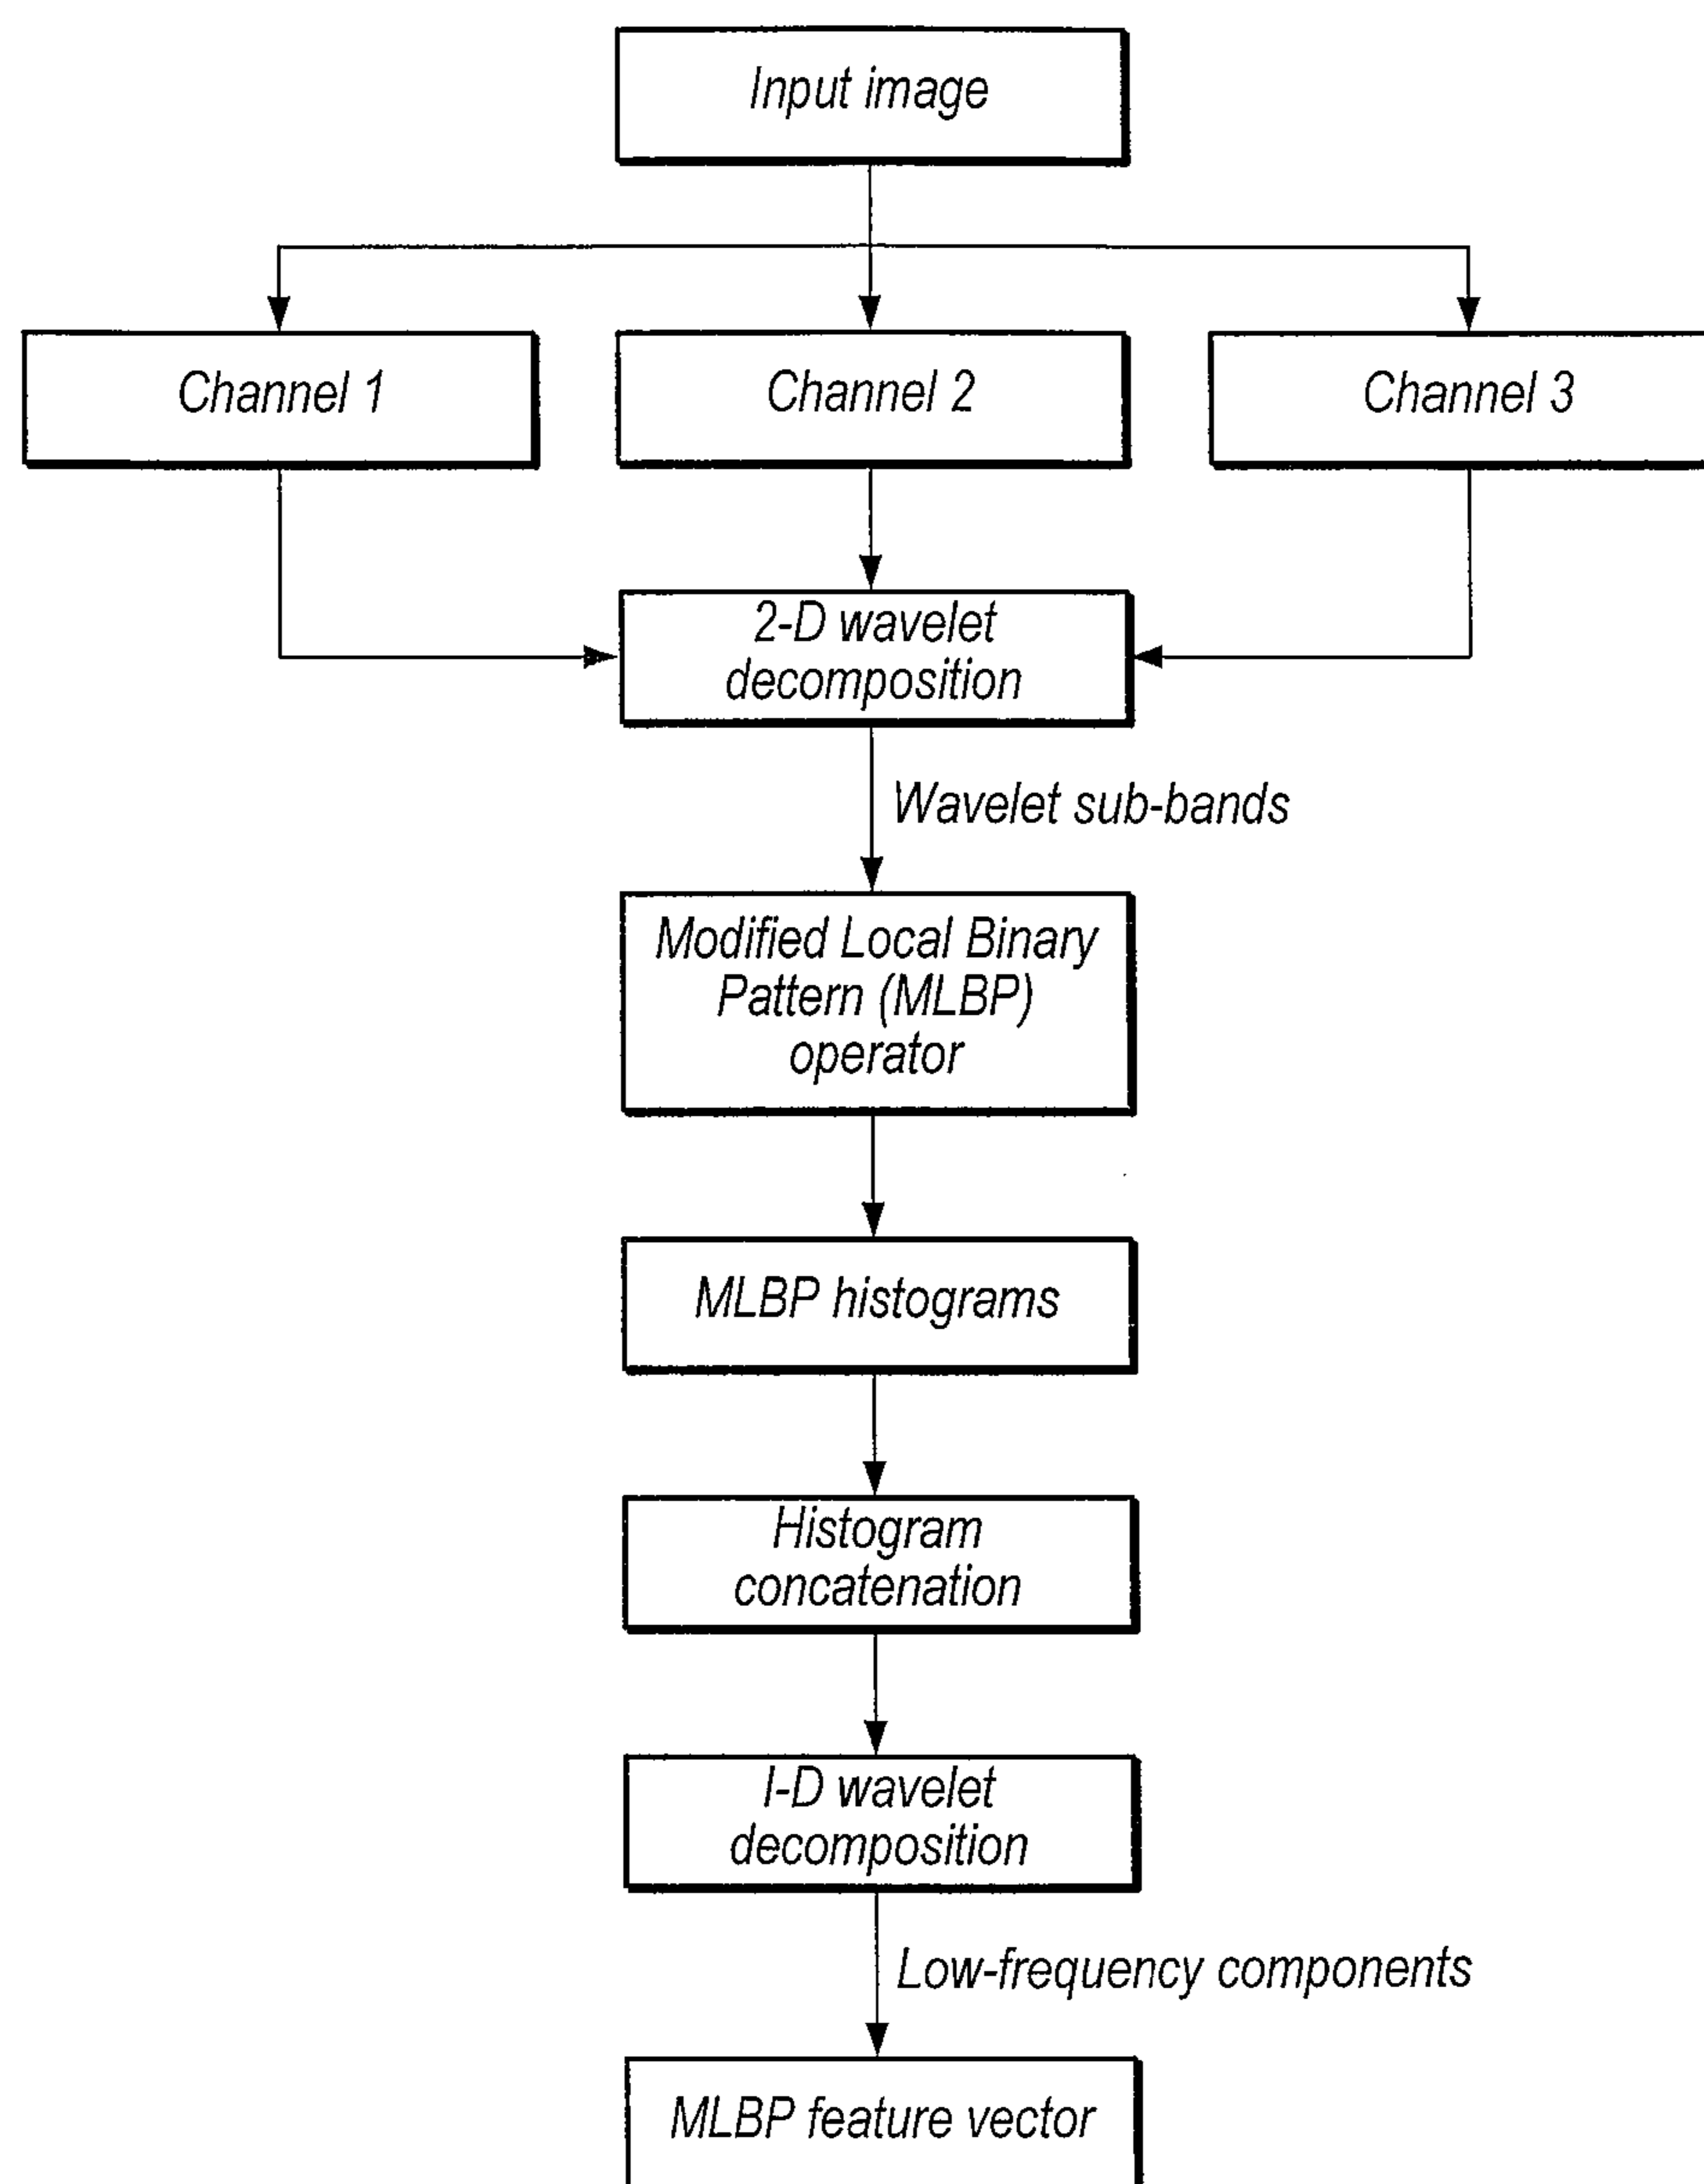 Input image
Channel 1
Channel 2
Channel 3
2-D wavelet
decomposition
Wavelet sub-bands
Modified Local Binary
Pattern (MLBP)
operator
MLBP histograms
Histogram
concatenation
I-D wavelet
decomposition
Low-frequency components
MLBP feature vector